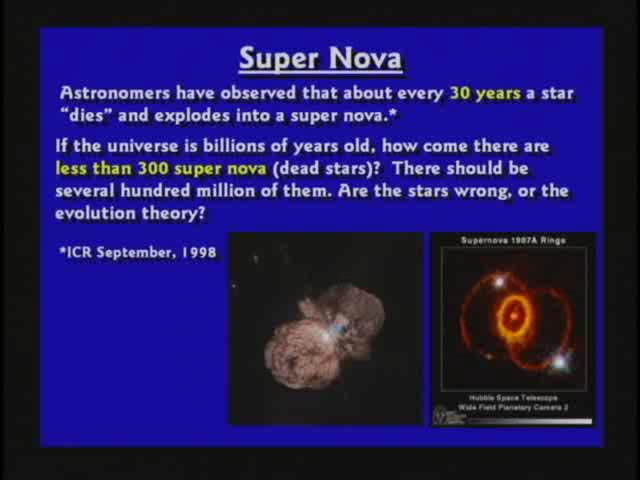 Super Nova
Astronomers have observed that about every 30 years a star
“dies” and explodes into a super nova.*
If the universe is billions of years old, how come there are
less than 300 super nova (dead stars)? There should be
several hundred million of them. Are the stars wrong, or the
evolution theory?
*ICR September, 1998
Supernova 1987A Rings
Hubble Space Telescope
Wide Field Planetary Camera 2